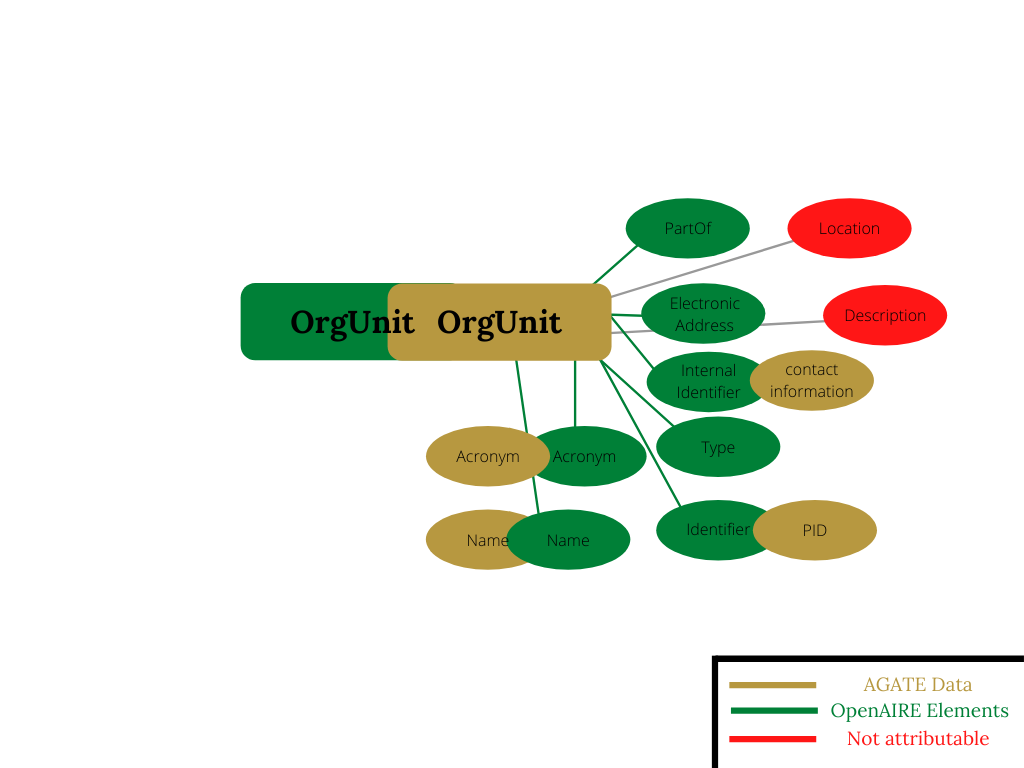 PartOf
Location
OrgUnit
OrgUnit
Electronic
Address
Description
Internal
Identifier
contact
information
Type
Acronym
Acronym
Name
Name
Identifier
PID
AGATE Data
OpenAIRE Elements
Not attributable